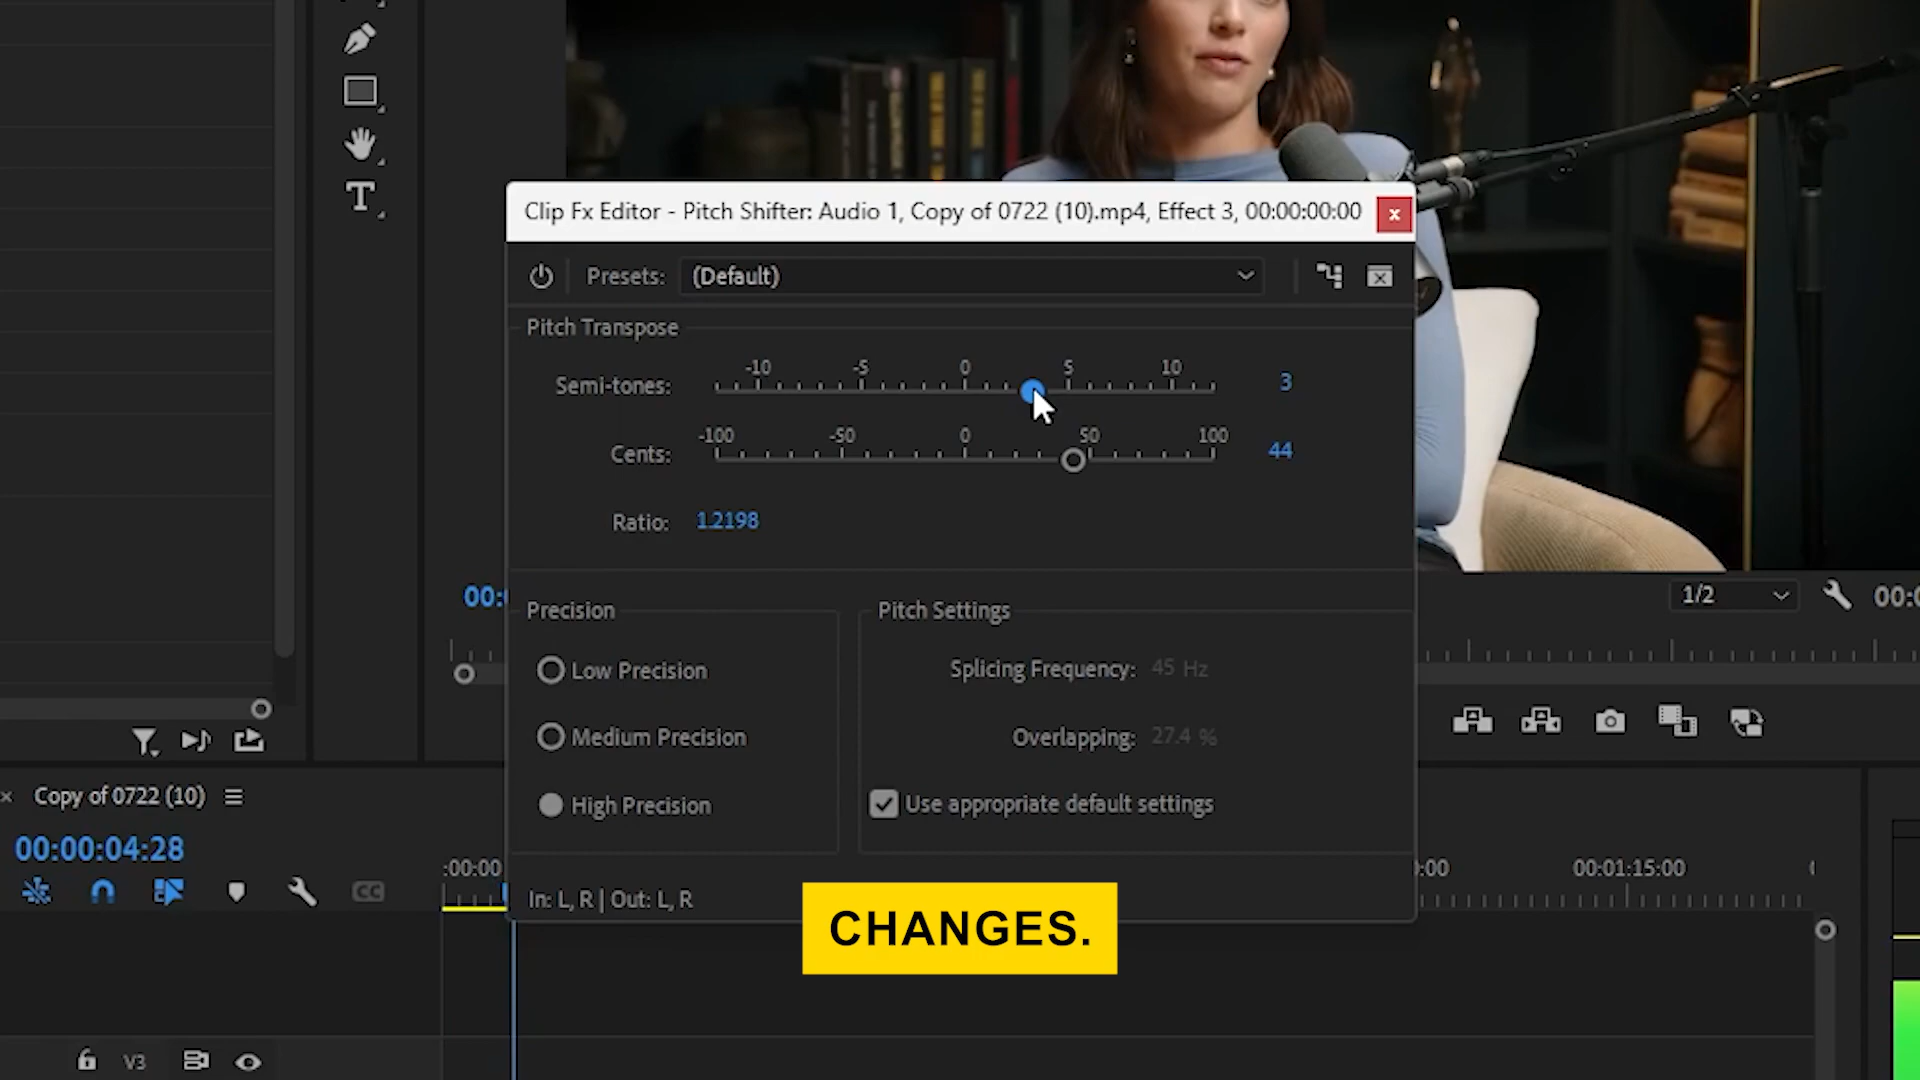 T
Clip Fx Editor - Pitch Shifter: Audio 1, Copy of 0722 (10).mp4, Effect 3, 00:00:00:00 x
Presets: (Default)
Pitch Transpose
-10 -5 0 5 10
Semi-tones: 3
-100 -50 0 50 100
Cents: 44
Ratio: 1.2198
00: 1/2 00:
Precision
Low Precision
Medium Precision
High Precision
Pitch Settings
Splicing Frequency: 45 Hz
Overlapping: 27.4 %
Use appropriate default settings
In: L, R | Out: L, R
× Copy of 0722 (10)
00:00:04:28
CC
:00:00 :00 00:01:15:00
CHANGES.
V3